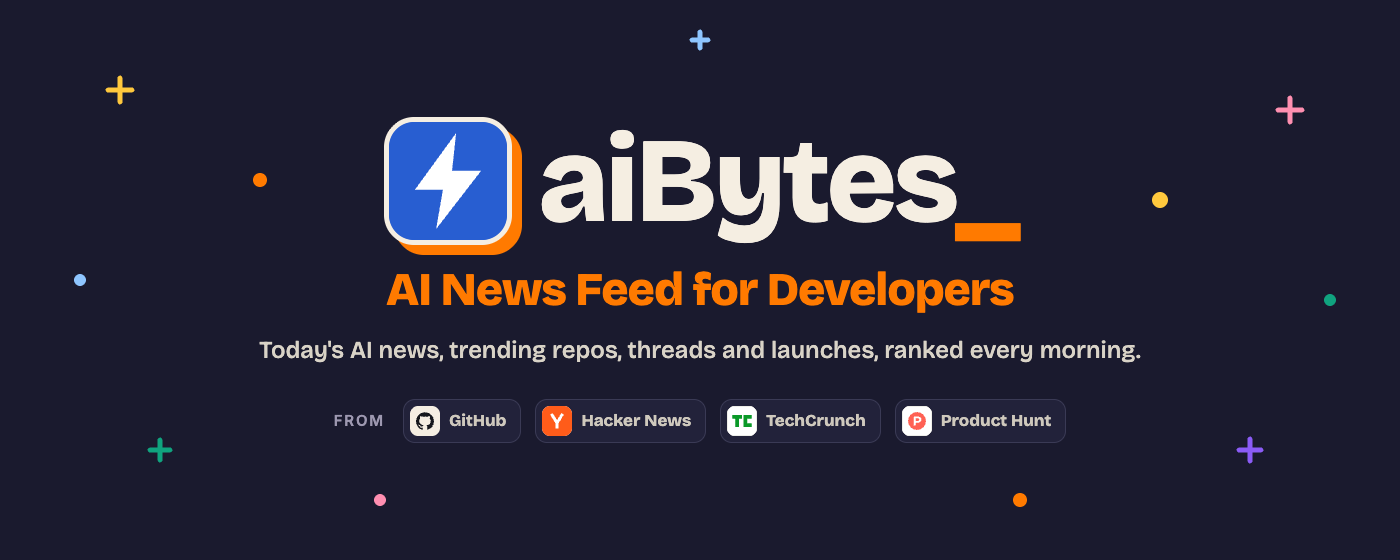 aiBytes_
AI News Feed for Developers
Today's AI news, trending repos, threads and launches, ranked every morning.
FROM GitHub Y Hacker News TC TechCrunch P Product Hunt